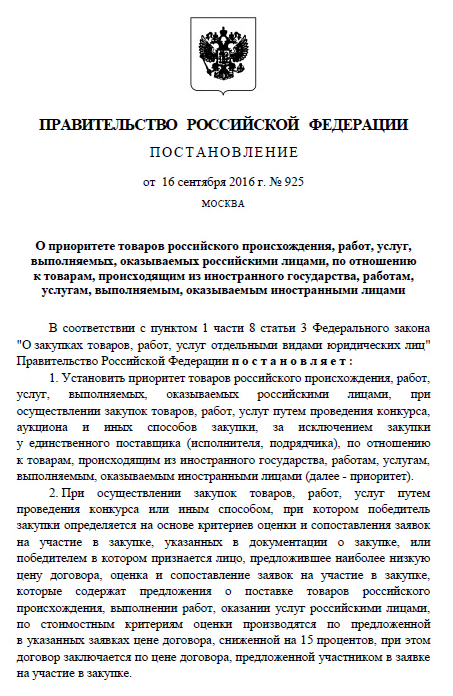 ПРАВИТЕЛЬСТВО РОССИЙСКОЙ ФЕДЕРАЦИИ
ПОСТАНОВЛЕНИЕ
от 16 сентября 2016 г. № 925
МОСКВА
О приоритете товаров российского происхождения, работ, услуг,
выполняемых, оказываемых российскими лицами, по отношению
к товарам, происходящим из иностранного государства, работам,
услугам, выполняемым, оказываемым иностранными лицами
В соответствии с пунктом 1 части 8 статьи 3 Федерального закона
"О закупках товаров, работ, услуг отдельными видами юридических лиц"
Правительство Российской Федерации постановляет:
1. Установить приоритет товаров российского происхождения, работ,
услуг, выполняемых, оказываемых российскими лицами, при
осуществлении закупок товаров, работ, услуг путем проведения конкурса,
аукциона и иных способов закупки, за исключением закупки
у единственного поставщика (исполнителя, подрядчика), по отношению
к товарам, происходящим из иностранного государства, работам, услугам,
выполняемым, оказываемым иностранными лицами (далее - приоритет).
2. При осуществлении закупок товаров, работ, услуг путем
проведения конкурса или иным способом, при котором победитель
закупки определяется на основе критериев оценки и сопоставления заявок
на участие в закупке, указанных в документации о закупке, или
победителем в котором признается лицо, предложившее наиболее низкую
цену договора, оценка и сопоставление заявок на участие в закупке,
которые содержат предложения о поставке товаров российского
происхождения, выполнении работ, оказании услуг российскими лицами,
по стоимостным критериям оценки производятся по предложенной
в указанных заявках цене договора, сниженной на 15 процентов, при этом
договор заключается по цене договора, предложенной участником в заявке
на участие в закупке.